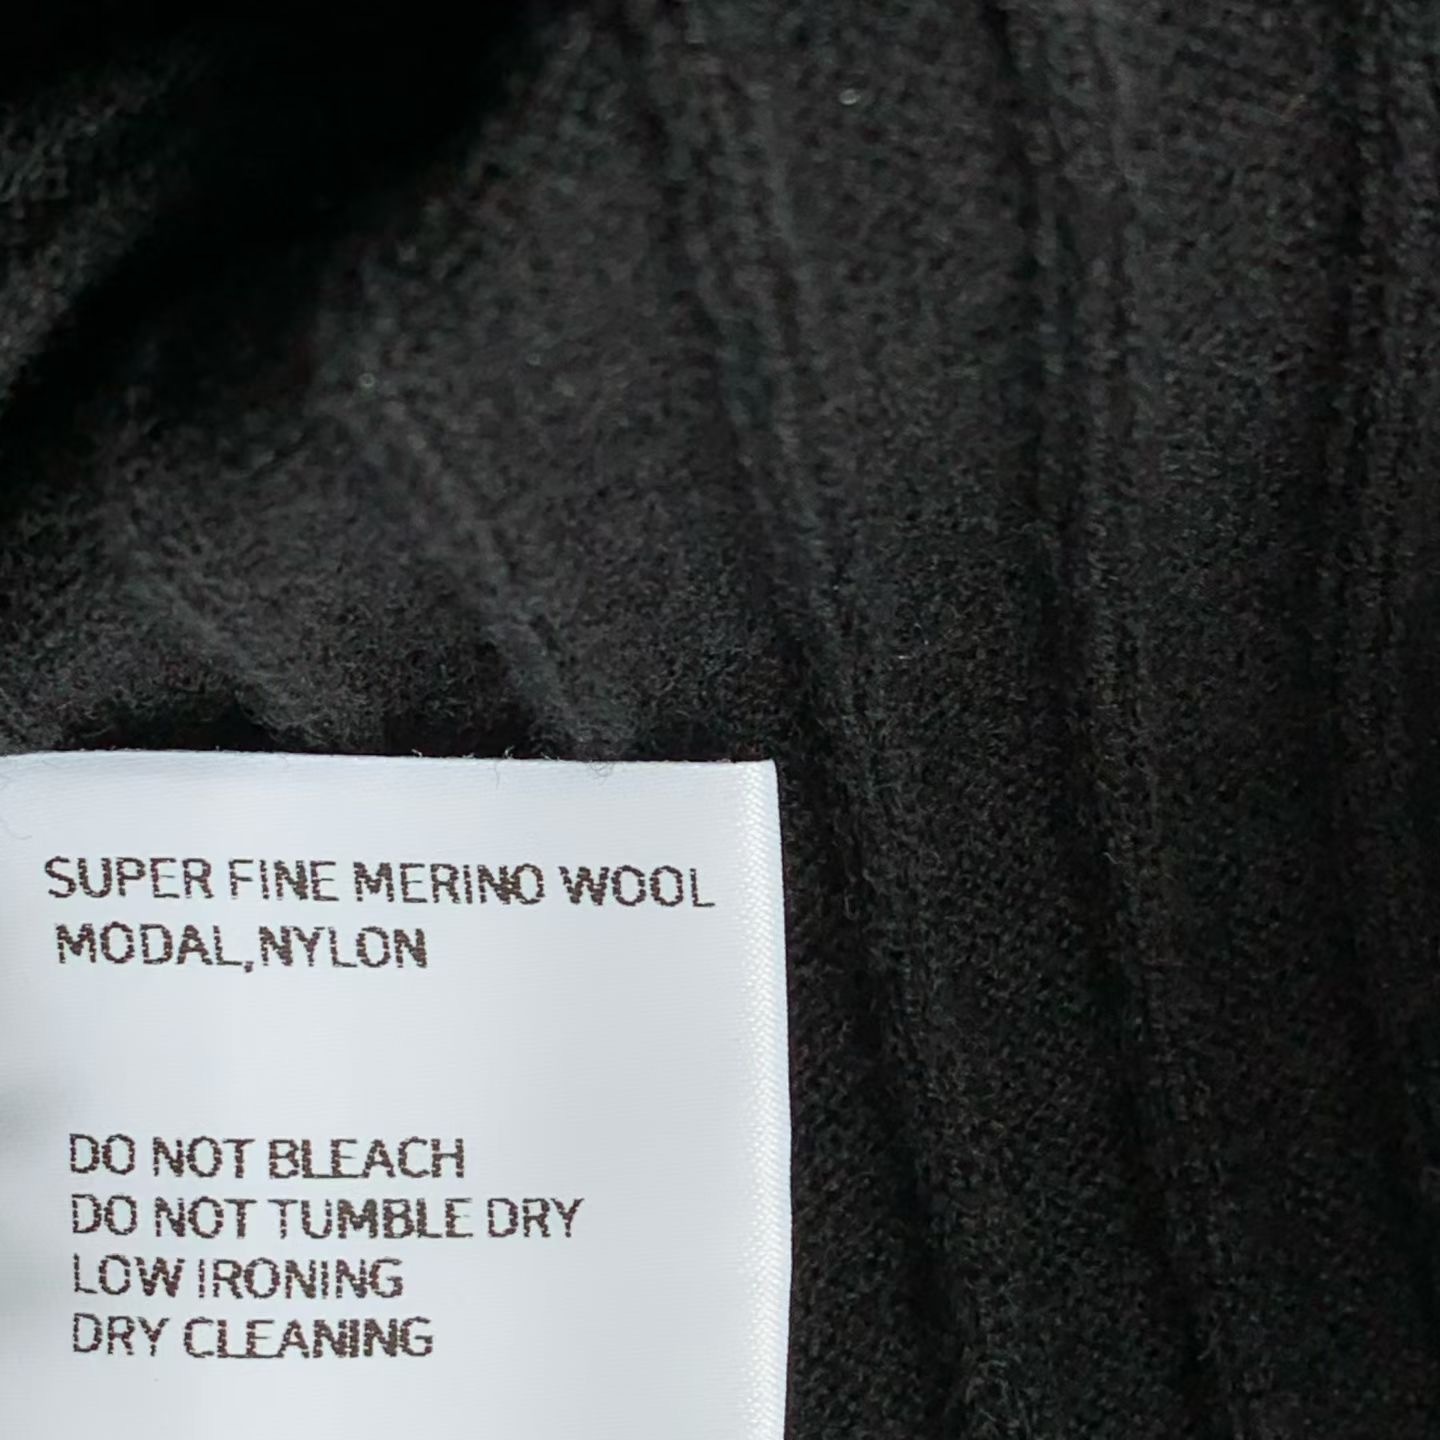 SUPER FINE MERINO WOOL
MODAL,NYLON
DO NOT BLEACH
DO NOT TUMBLE DRY
LOW IRONING
DRY CLEANING